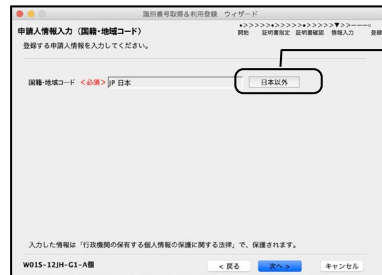 識別番号取得＆利用登録 ウィザード
申請人情報入力（国籍・地域コード）
•>>>>>•>>>>>•>>>>>▼>>−−−−。
開始 証明書指定 証明書確認 情報入力 登録
登録する申請人情報を入力してください。
国籍・地域コード <必須> JP 日本 日本以外
入力した情報は「行政機関の保有する個人情報の保護に関する法律」で、保護されます。
W01S-12JH-G1-A個 < 戻る 次へ > キャンセル